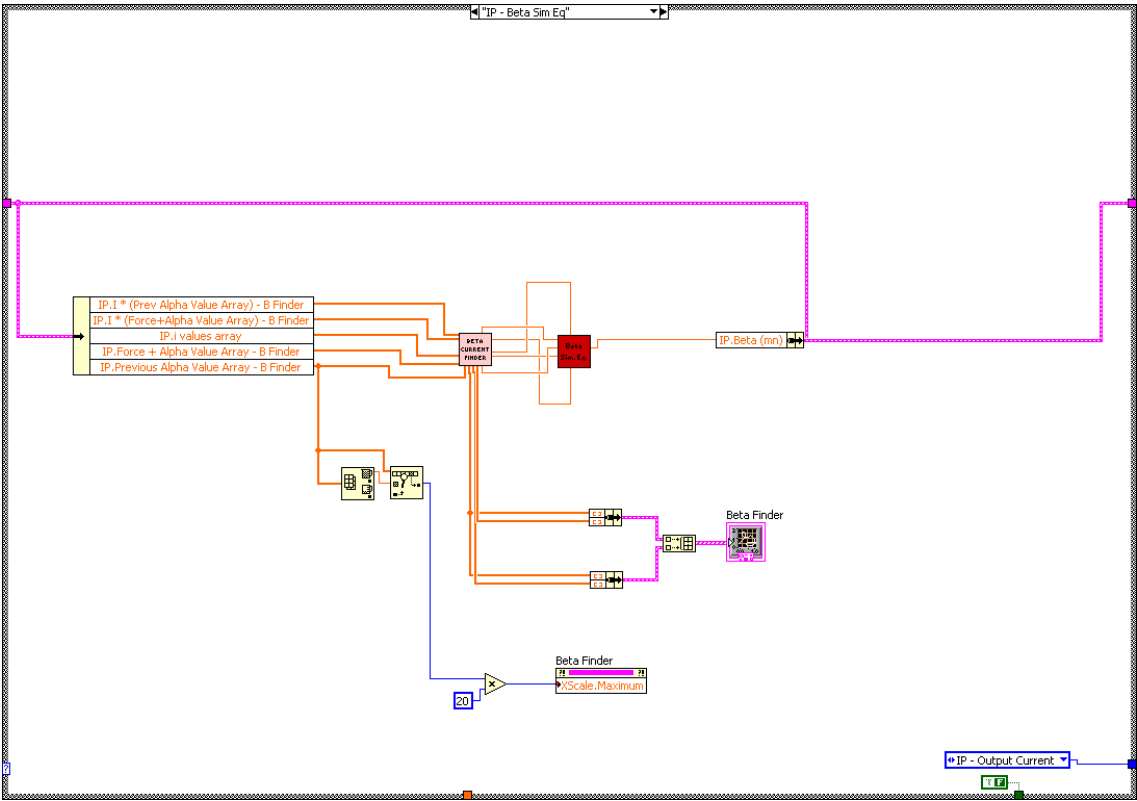 "IP - Beta Sim Eq"
IP.I * (Prev Alpha Value Array) - B Finder
IP.I * (Force+Alpha Value Array) - B Finder
IP.i values array
IP.Force + Alpha Value Array - B Finder
IP.Previous Alpha Value Array - B Finder
BETA
CURRENT
FINDER
Beta
Sim.Eq.
IP.Beta (mn)
Beta Finder
Beta Finder
?! ?!
XScale.Maximum
20
x
IP - Output Current
T F
?